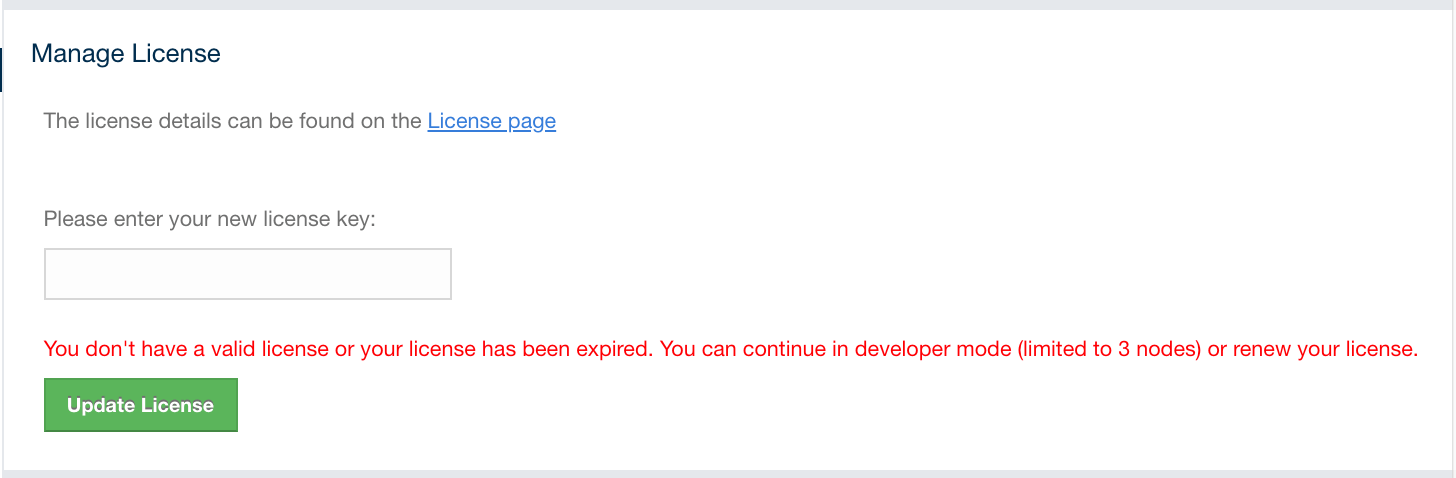 Manage License
The license details can be found on the License page
Please enter your new license key:
You don't have a valid license or your license has been expired. You can continue in developer mode (limited to 3 nodes) or renew your license.
Update License